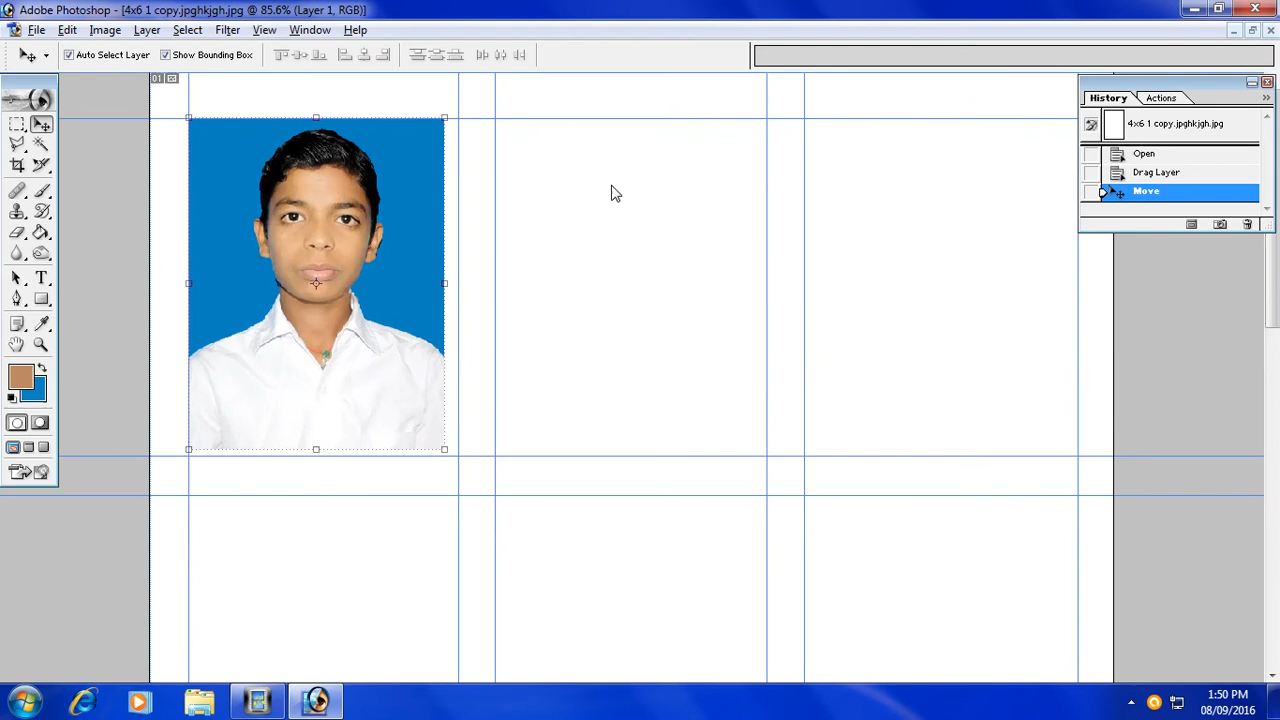 Adobe Photoshop - [4x6 1 copy.jpghkjgh.jpg @ 85.6% (Layer 1, RGB)]
File Edit Image Layer Select Filter View Window Help
Auto Select Layer Show Bounding Box
01
History Actions
4x6 1 copy.jpghkjgh.jpg
Open
Drag Layer
Move
T
1:50 PM
08/09/2016